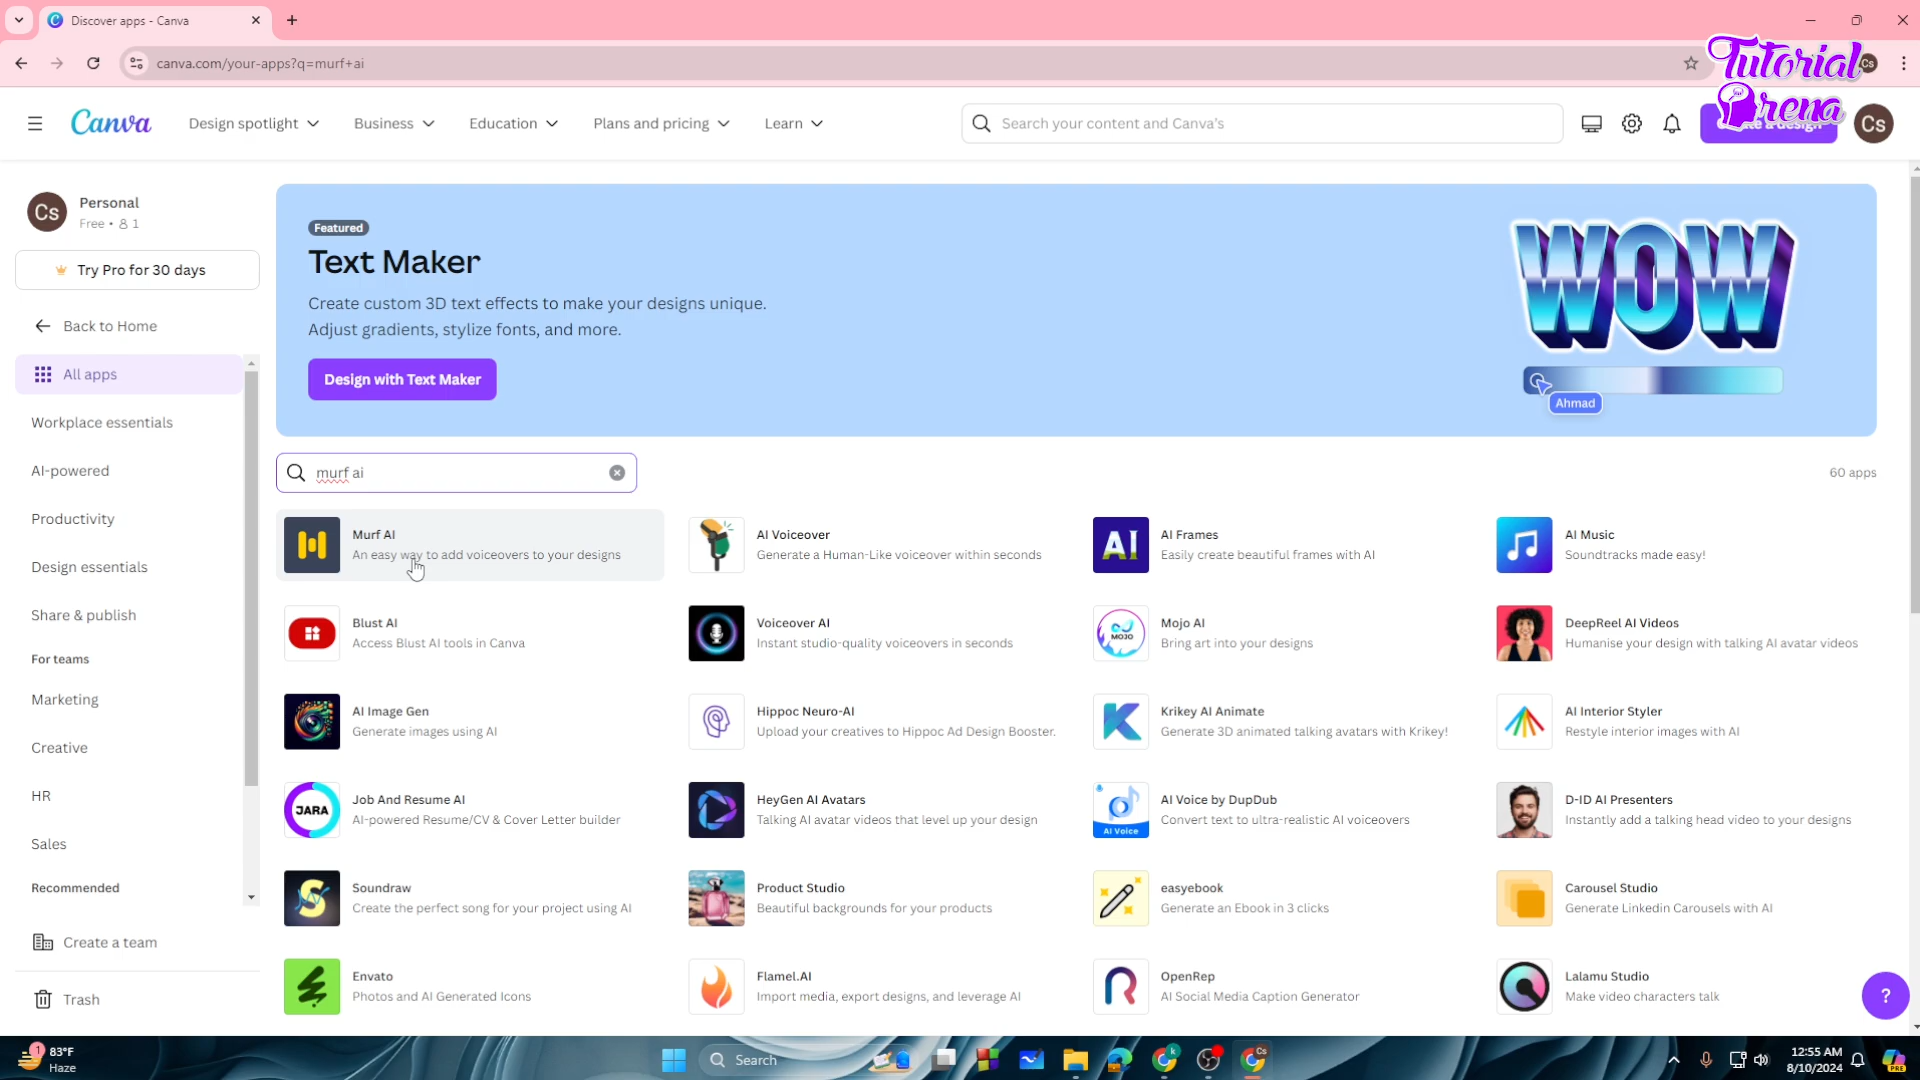 Discover apps - Canva
canva.com/your-apps?q=murf+ai
Tutorial
Arena
Cs
Canva
Design spotlight
Business
Education
Plans and pricing
Learn
Search your content and Canva's
Create a design
Cs
Cs
Personal
Free • 1
Try Pro for 30 days
Back to Home
All apps
Workplace essentials
AI-powered
Productivity
Design essentials
Share & publish
For teams
Marketing
Creative
HR
Sales
Recommended
Create a team
Trash
Featured
Text Maker
Create custom 3D text effects to make your designs unique.
Adjust gradients, stylize fonts, and more.
Design with Text Maker
WOW
Ahmad
murf ai
60 apps
Murf AI
An easy way to add voiceovers to your designs
AI Voiceover
Generate a Human-Like voiceover within seconds
AI
AI Frames
Easily create beautiful frames with AI
AI Music
Soundtracks made easy!
Blust AI
Access Blust AI tools in Canva
Voiceover AI
Instant studio-quality voiceovers in seconds
MOJO
Mojo AI
Bring art into your designs
DeepReel AI Videos
Humanise your design with talking AI avatar videos
AI Image Gen
Generate images using AI
Hippoc Neuro-AI
Upload your creatives to Hippoc Ad Design Booster.
Krikey AI Animate
Generate 3D animated talking avatars with Krikey!
AI Interior Styler
Restyle interior images with AI
JARA
Job And Resume AI
AI-powered Resume/CV & Cover Letter builder
HeyGen AI Avatars
Talking AI avatar videos that level up your design
AI Voice
AI Voice by DupDub
Convert text to ultra-realistic AI voiceovers
D-ID AI Presenters
Instantly add a talking head video to your designs
Soundraw
Create the perfect song for your project using AI
Product Studio
Beautiful backgrounds for your products
easyebook
Generate an Ebook in 3 clicks
Carousel Studio
Generate Linkedin Carousels with AI
Envato
Photos and AI Generated Icons
Flamel.AI
Import media, export designs, and leverage AI
OpenRep
AI Social Media Caption Generator
Lalamu Studio
Make video characters talk
?
1
83°F
Haze
Search
k
Cs
12:55 AM
8/10/2024
PRE